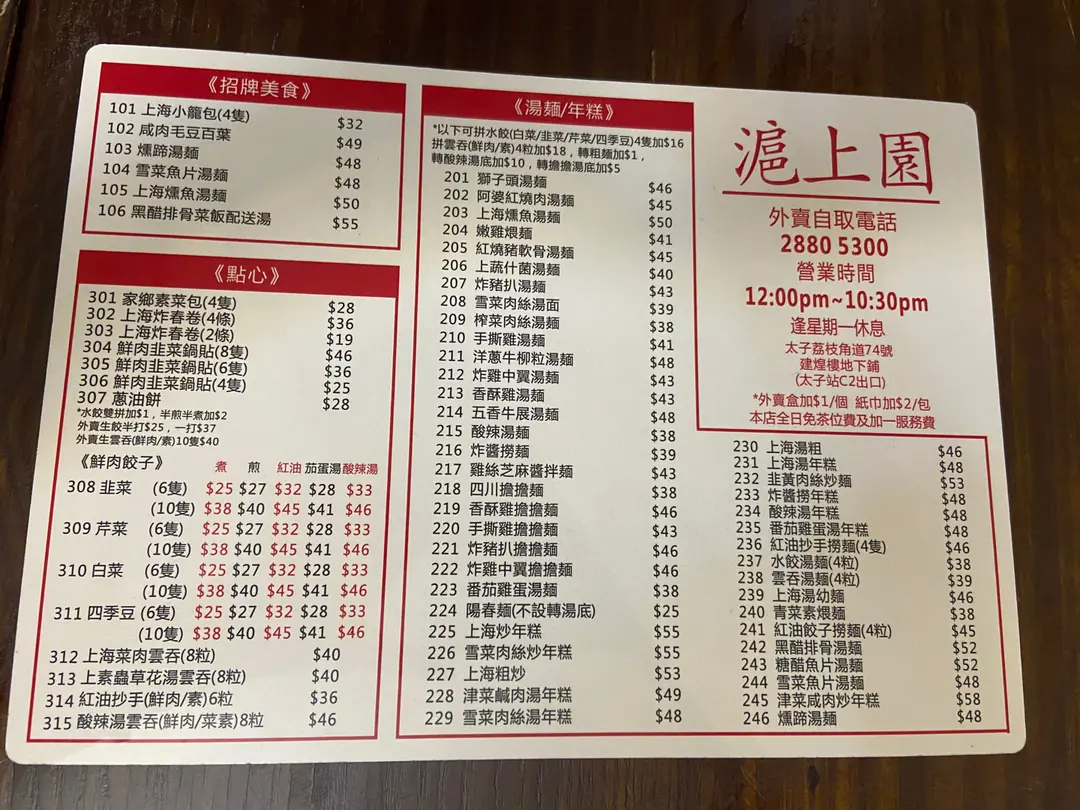 《招牌美食》
101 上海小籠包(4隻) $32
102 咸肉毛豆百葉 $49
103 燻蹄湯麵 $48
104 雪菜魚片湯麵 $48
105 上海燻魚湯麵 $50
106 黑醋排骨菜飯配送湯 $55
《點心》
301 家鄉素菜包(4隻) $28
302 上海炸春卷(4條) $36
303 上海炸春卷(2條) $19
304 鮮肉韭菜鍋貼(8隻) $46
305 鮮肉韭菜鍋貼(6隻) $36
306 鮮肉韭菜鍋貼(4隻) $25
307 蔥油餅 $28
*水餃雙拼加$1，半煎半煮加$2
外賣生餃半打$25，一打$37
外賣生雲吞(鮮肉/素)10隻$40
《鮮肉餃子》 煮 煎 紅油 茄蛋湯 酸辣湯
308 韭菜 (6隻) $25 $27 $32 $28 $33
(10隻) $38 $40 $45 $41 $46
309 芹菜 (6隻) $25 $27 $32 $28 $33
(10隻) $38 $40 $45 $41 $46
310 白菜 (6隻) $25 $27 $32 $28 $33
(10隻) $38 $40 $45 $41 $46
311 四季豆 (6隻) $25 $27 $32 $28 $33
(10隻) $38 $40 $45 $41 $46
312 上海菜肉雲吞(8粒) $40
313 上素蟲草花湯雲吞(8粒) $40
314 紅油抄手(鮮肉/素)6粒 $36
315 酸辣湯雲吞(鮮肉/菜素)8粒 $46
《湯麵/年糕》
*以下可拼水餃(白菜/韭菜/芹菜/四季豆)4隻加$16
拼雲吞(鮮肉/素)4粒加$18，轉粗麵加$1，
轉酸辣湯底加$10，轉擔擔湯底加$5
201 獅子頭湯麵 $46
202 阿婆紅燒肉湯麵 $45
203 上海燻魚湯麵 $50
204 嫩雞煨麵 $41
205 紅燒豬軟骨湯麵 $45
206 上蔬什菌湯麵 $40
207 炸豬扒湯麵 $43
208 雪菜肉絲湯面 $39
209 榨菜肉絲湯麵 $38
210 手撕雞湯麵 $41
211 洋蔥牛柳粒湯麵 $48
212 炸雞中翼湯麵 $43
213 香酥雞湯麵 $43
214 五香牛展湯麵 $48
215 酸辣湯麵 $38
216 炸醬撈麵 $39
217 雞絲芝麻醬拌麵 $43
218 四川擔擔麵 $38
219 香酥雞擔擔麵 $46
220 手撕雞擔擔麵 $43
221 炸豬扒擔擔麵 $46
222 炸雞中翼擔擔麵 $46
223 番茄雞蛋湯麵 $38
224 陽春麵(不設轉湯底) $25
225 上海炒年糕 $55
226 雪菜肉絲炒年糕 $55
227 上海粗炒 $53
228 津菜鹹肉湯年糕 $49
229 雪菜肉絲湯年糕 $48
滬上園
外賣自取電話
2880 5300
營業時間
12:00pm~10:30pm
逢星期一休息
太子荔枝角道74號
建煌樓地下鋪
(太子站C2出口)
*外賣盒加$1/個 紙巾加$2/包
本店全日免茶位費及加一服務費
230 上海湯粗 $46
231 上海湯年糕 $48
232 韭黃肉絲炒麵 $53
233 炸醬撈年糕 $48
234 酸辣湯年糕 $48
235 番茄雞蛋湯年糕 $48
236 紅油抄手撈麵(4隻) $46
237 水餃湯麵(4粒) $38
238 雲吞湯麵(4粒) $39
239 上海湯幼麵 $46
240 青菜素煨麵 $38
241 紅油餃子撈麵(4粒) $45
242 黑醋排骨湯麵 $52
243 糖醋魚片湯麵 $52
244 雪菜魚片湯麵 $48
245 津菜咸肉炒年糕 $58
246 燻蹄湯麵 $48